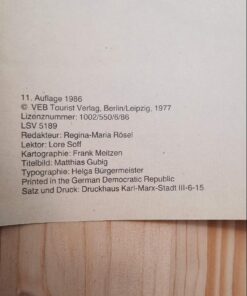 11. Auflage 1986
© VEB Tourist Verlag, Berlin/Leipzig, 1977
Lizenznummer: 1002/550/6/86
LSV 5189
Redakteur: Regina-Maria Rösel
Lektor: Lore Soff
Kartographie: Frank Meitzen
Titelbild: Matthias Gubig
Typographie: Helga Bürgermeister
Printed in the German Democratic Republic
Satz und Druck: Druckhaus Karl-Marx-Stadt III-6-15